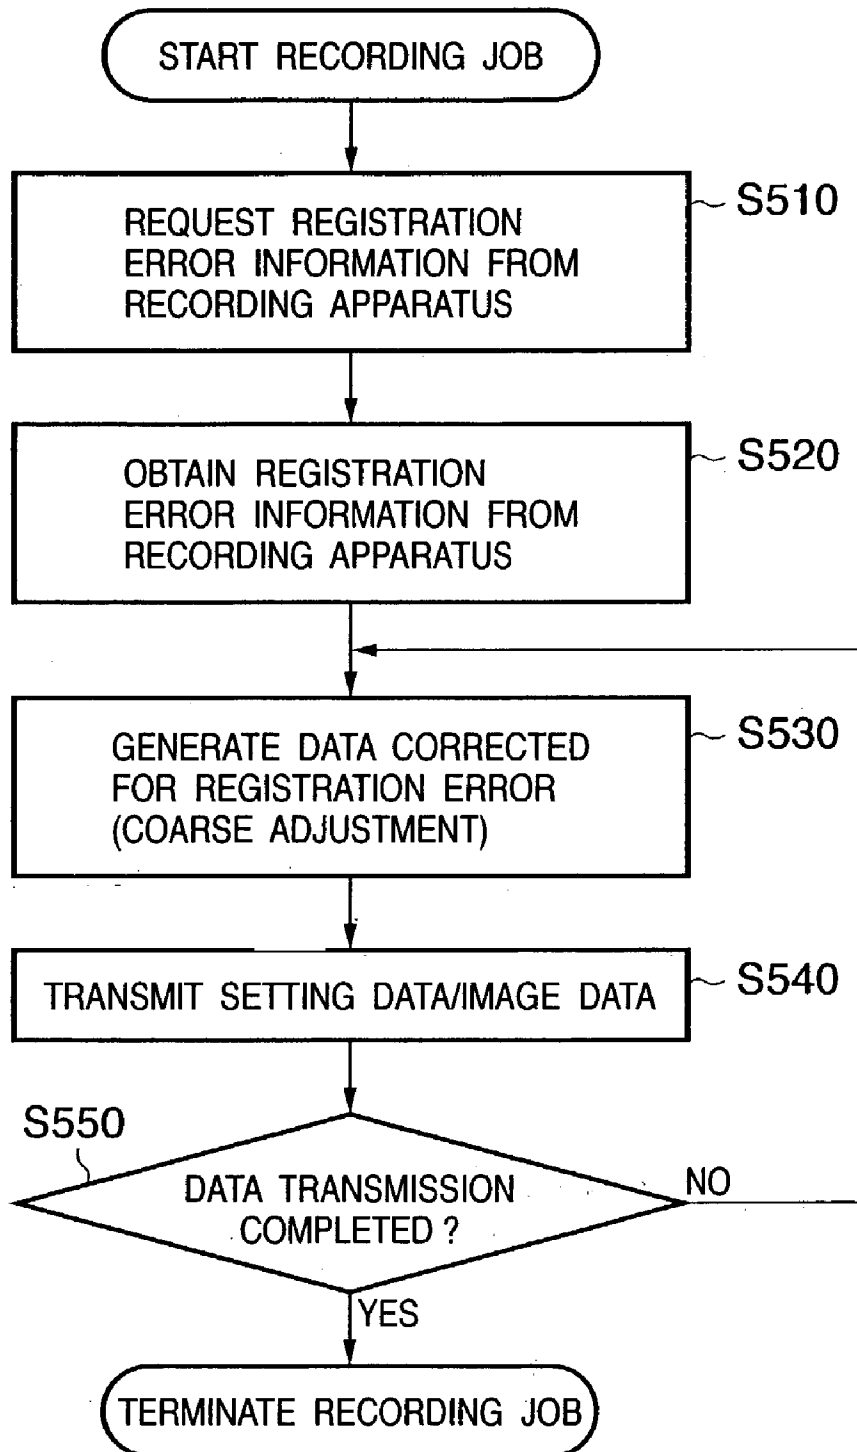 START RECORDING JOB
S510
REQUEST REGISTRATION
ERROR INFORMATION FROM
RECORDING APPARATUS
S520
OBTAIN REGISTRATION
ERROR INFORMATION FROM
RECORDING APPARATUS
S530
GENERATE DATA CORRECTED
FOR REGISTRATION ERROR
(COARSE ADJUSTMENT)
S540
TRANSMIT SETTING DATA/IMAGE DATA
S550
DATA TRANSMISSION
COMPLETED ?
NO
YES
TERMINATE RECORDING JOB